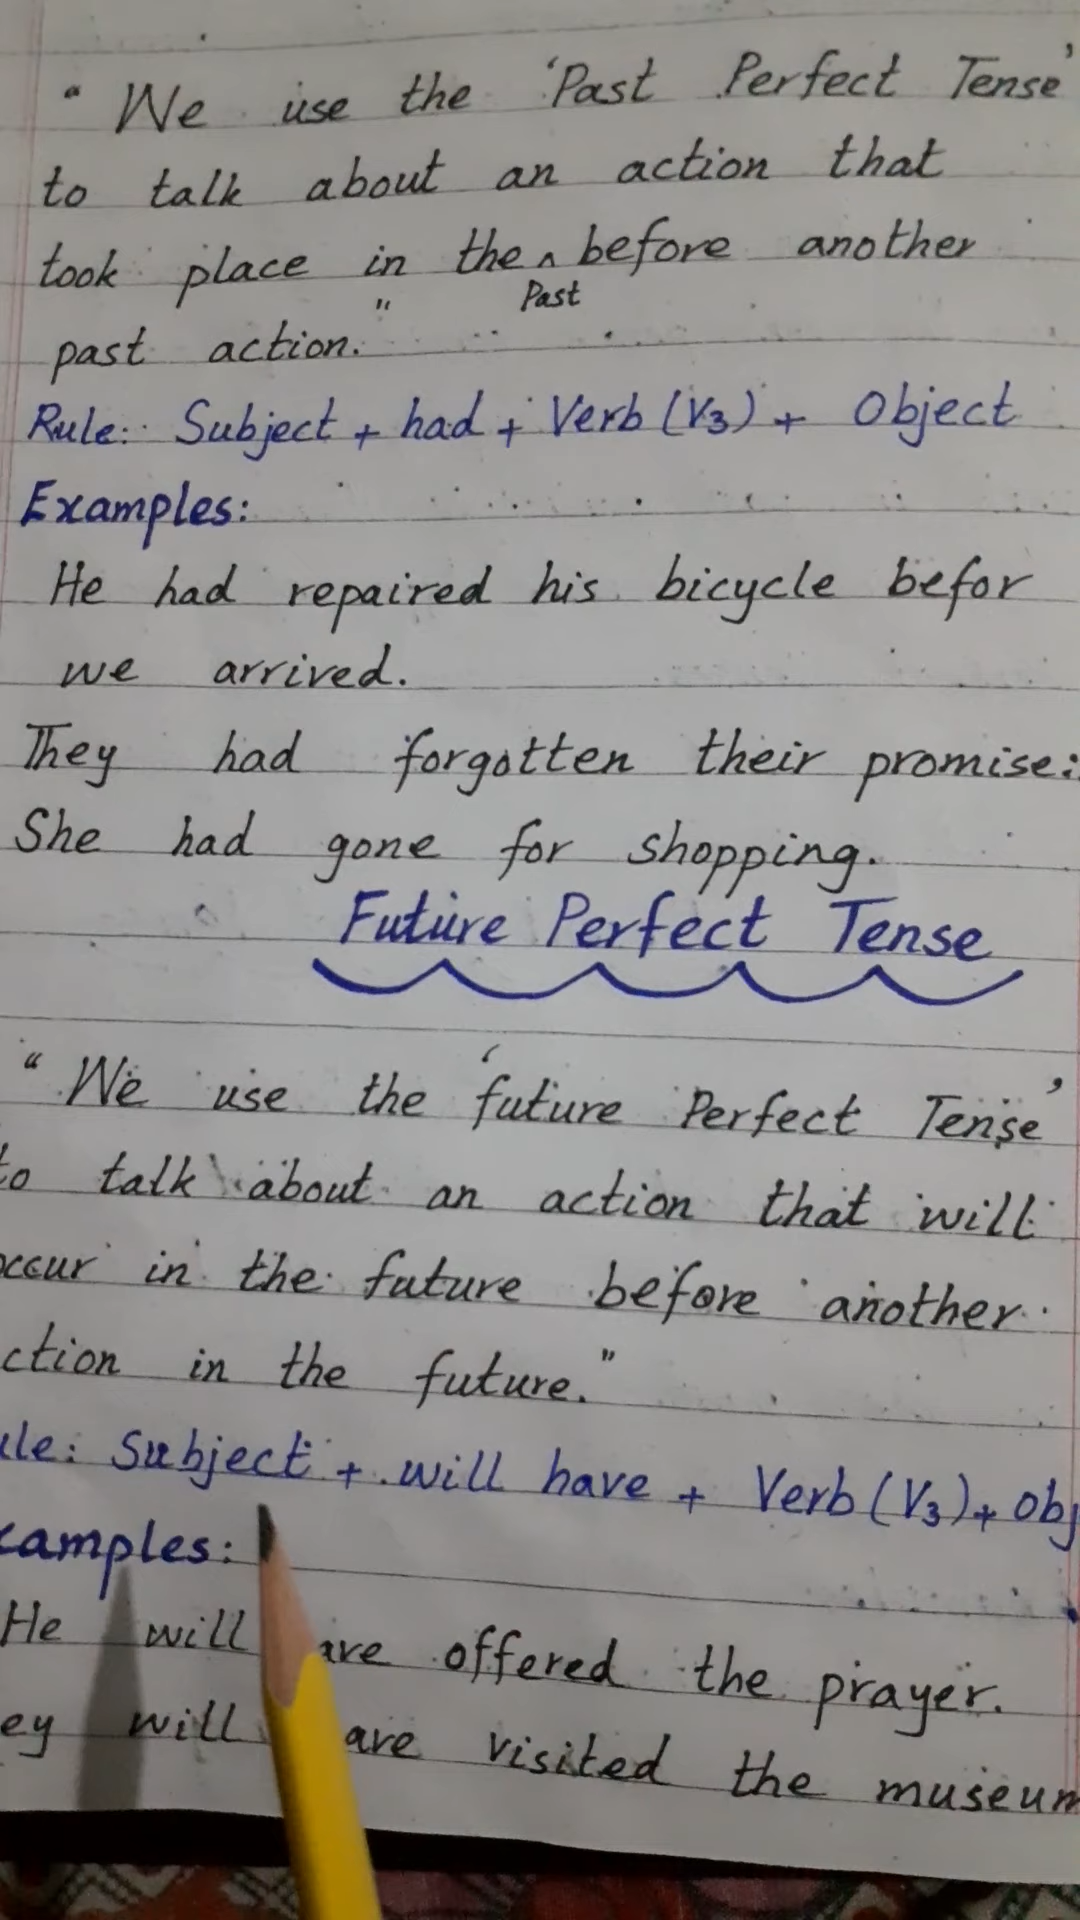 "We use the 'Past Perfect Tense'
to talk about an action that
took place in the ^ before another
Past
past action."
Rule: Subject + had + Verb (V3) + Object
Examples:
He had repaired his bicycle befor
we arrived.
They had forgotten their promise.
She had gone for shopping.
Future Perfect Tense
"We use the 'future Perfect Tense'
to talk about an action that will
occur in the future before another
ction in the future."
ule: Subject + will have + Verb (V3) + obj
xamples:
He will ave offered the prayer.
ey will ave visited the museum